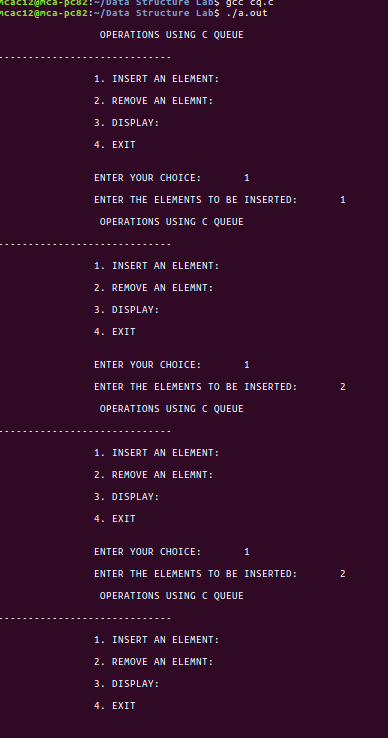 mcac12@mca-pc82:~/Data Structure Lab$ gcc cq.c
mcac12@mca-pc82:~/Data Structure Lab$ ./a.out
OPERATIONS USING C QUEUE
-----------------------------
1. INSERT AN ELEMENT:
2. REMOVE AN ELEMNT:
3. DISPLAY:
4. EXIT
ENTER YOUR CHOICE: 1
ENTER THE ELEMENTS TO BE INSERTED: 1
OPERATIONS USING C QUEUE
-----------------------------
1. INSERT AN ELEMENT:
2. REMOVE AN ELEMNT:
3. DISPLAY:
4. EXIT
ENTER YOUR CHOICE: 1
ENTER THE ELEMENTS TO BE INSERTED: 2
OPERATIONS USING C QUEUE
-----------------------------
1. INSERT AN ELEMENT:
2. REMOVE AN ELEMNT:
3. DISPLAY:
4. EXIT
ENTER YOUR CHOICE: 1
ENTER THE ELEMENTS TO BE INSERTED: 2
OPERATIONS USING C QUEUE
-----------------------------
1. INSERT AN ELEMENT:
2. REMOVE AN ELEMNT:
3. DISPLAY:
4. EXIT